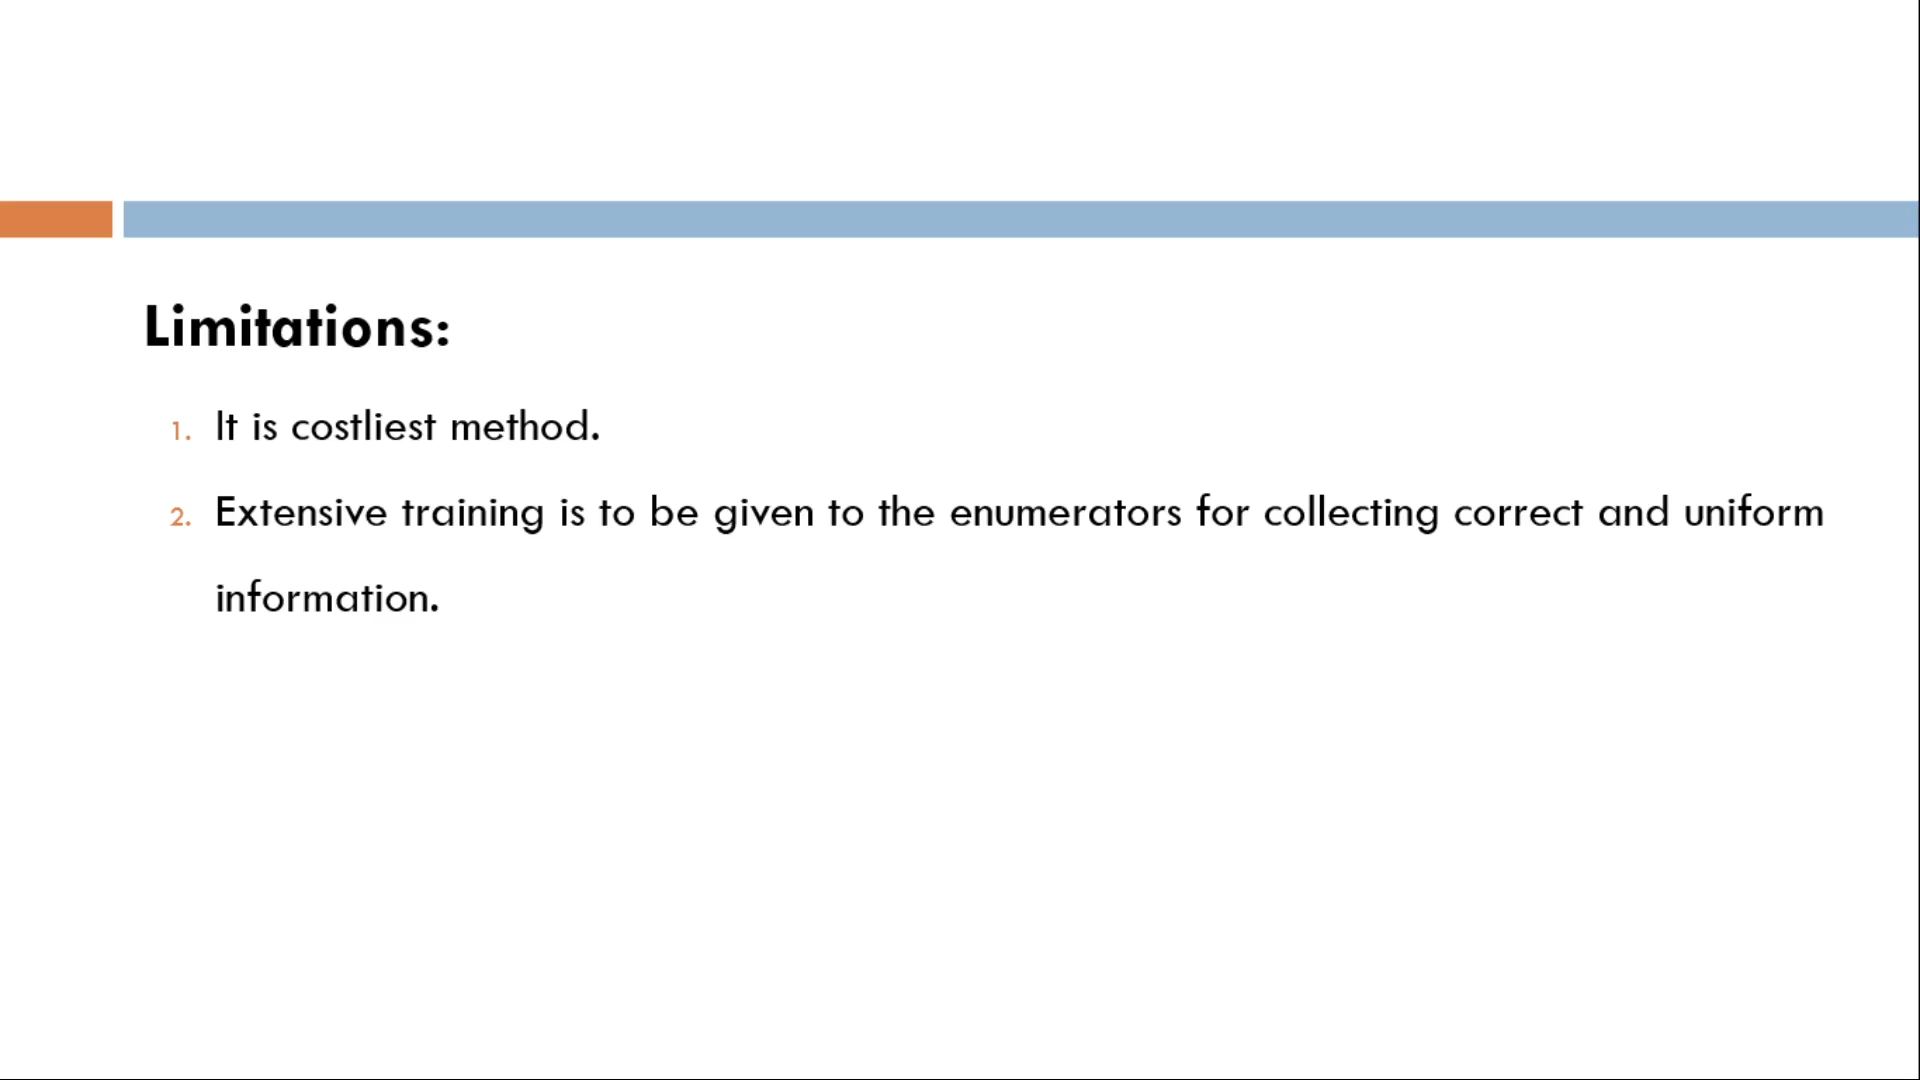 Limitations:
1. It is costliest method.
2. Extensive training is to be given to the enumerators for collecting correct and uniform
information.